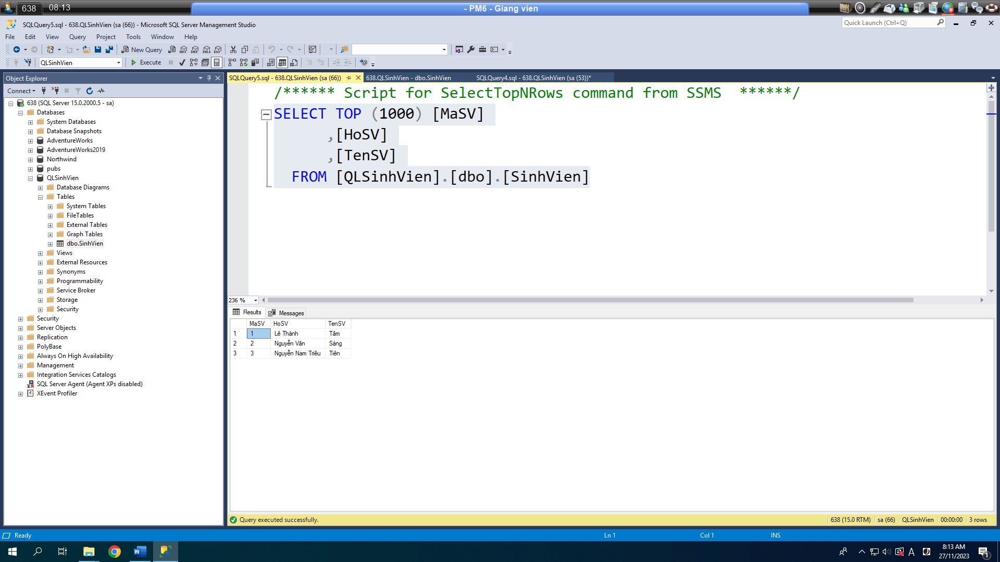 638 08:13 - PM6 - Giang vien
SQLQuery5.sql - 638.QLSinhVien (sa (66)) - Microsoft SQL Server Management Studio
Quick Launch (Ctrl+Q)
File Edit View Query Project Tools Window Help
New Query MDX DMX XMLA DAX
QLSinhVien Execute
Object Explorer
Connect
638 (SQL Server 15.0.2000.5 - sa)
Databases
System Databases
Database Snapshots
AdventureWorks
AdventureWorks2019
Northwind
pubs
QLSinhVien
Database Diagrams
Tables
System Tables
FileTables
External Tables
Graph Tables
dbo.SinhVien
Views
External Resources
Synonyms
Programmability
Service Broker
Storage
Security
Security
Server Objects
Replication
PolyBase
Always On High Availability
Management
Integration Services Catalogs
SQL Server Agent (Agent XPs disabled)
XEvent Profiler
SQLQuery5.sql - 638.QLSinhVien (sa (66)) 638.QLSinhVien - dbo.SinhVien SQLQuery4.sql - 638.QLSinhVien (sa (53))*
/****** Script for SelectTopNRows command from SSMS ******/
SELECT TOP (1000) [MaSV]
,[HoSV]
,[TenSV]
FROM [QLSinhVien].[dbo].[SinhVien]
236 %
Results Messages
MaSV HoSV TenSV
1 1 Lê Thành Tâm
2 2 Nguyễn Văn Sáng
3 3 Nguyễn Nam Triều Tiên
Query executed successfully. 638 (15.0 RTM) sa (66) QLSinhVien 00:00:00 3 rows
Ready Ln 1 Col 1 INS
A 8:13 AM
27/11/2023
1